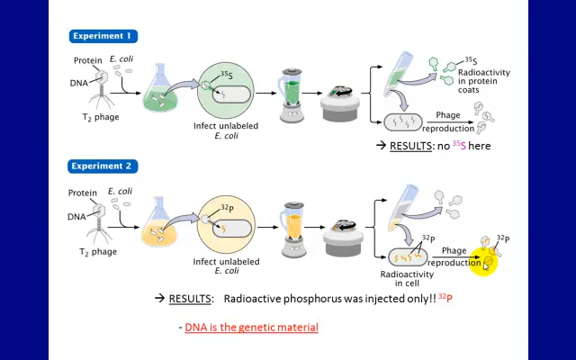 Experiment 1
Protein
E. coli
DNA
T2 phage
35S
Infect unlabeled
E. coli
35S
Radioactivity
in protein
coats
Phage
reproduction
→ RESULTS: no 35S here
Experiment 2
Protein
E. coli
DNA
T2 phage
32P
Infect unlabeled
E. coli
32P
Radioactivity
in cell
Phage
reproduction
32P
→ RESULTS: Radioactive phosphorus was injected only!! 32P
- DNA is the genetic material